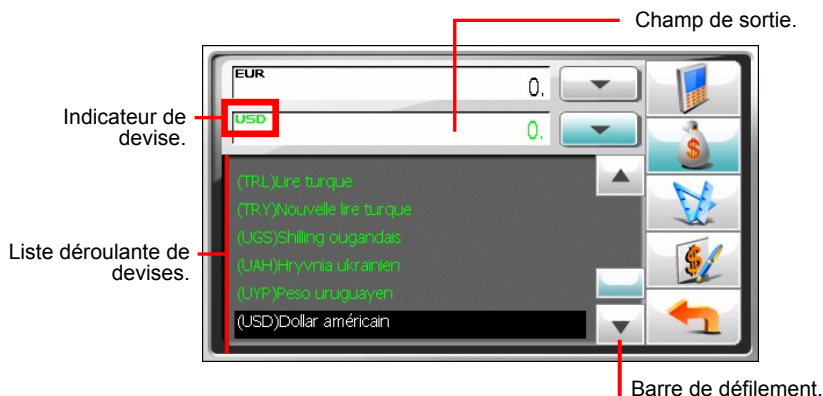 Champ de sortie.
EUR
0.
Indicateur de
devise.
USD
0.
(TRL)Lire turque
(TRY)Nouvelle lire turque
(UGS)Shilling ougandais
Liste déroulante de
devises.
(UAH)Hryvnia ukrainien
(UYP)Peso uruguayen
(USD)Dollar américain
Barre de défilement.